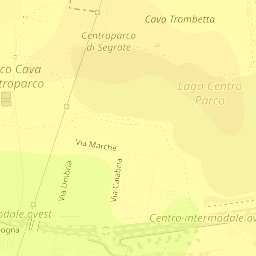 Cava Trombetta
Centroparco
di Segrate
co Cava
troparco
Lago Centro
Parco
Via Marche
Via Umbria
Via Calabria
dale ovest
Centro intermodale ov
ogna